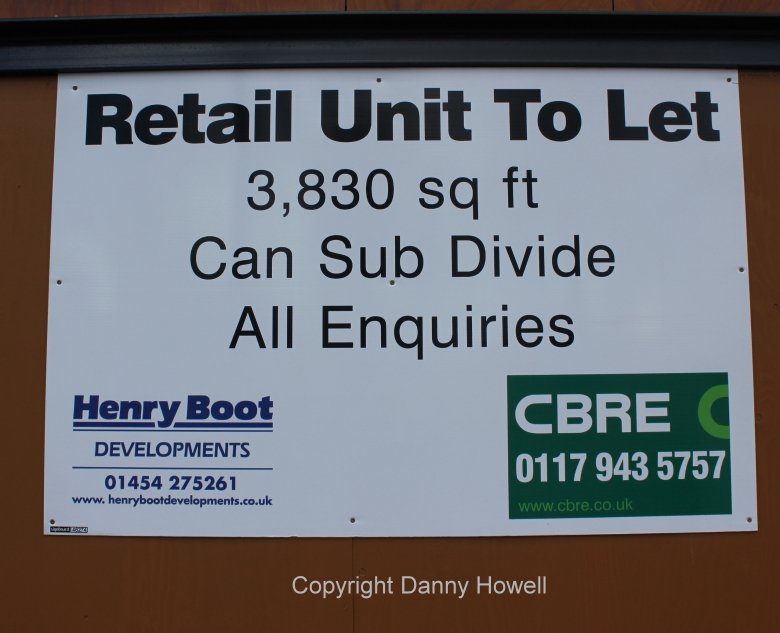 Retail Unit To Let
3,830 sq ft
Can Sub Divide
All Enquiries
Henry Boot
DEVELOPMENTS
01454 275261
www.henrybootdevelopments.co.uk
CBRE
0117 943 5757
www.cbre.co.uk
Copyright Danny Howell